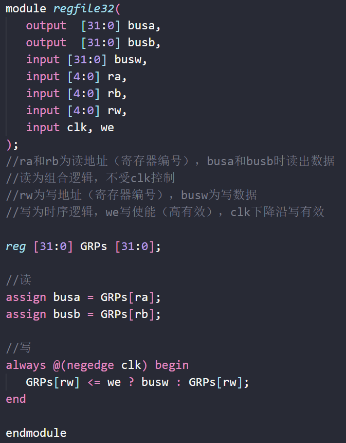 module regfile32(
output  [31:0] busa,
output  [31:0] busb,
input [31:0] busw,
input [4:0] ra,
input [4:0] rb,
input [4:0] rw,
input clk, we
);
//ra和rb为读地址（寄存器编号），busa和busb时读出数据
//读为组合逻辑，不受clk控制
//rw为写地址（寄存器编号），busw为写数据
//写为时序逻辑，we写使能（高有效），clk下降沿写有效
reg [31:0] GRPs [31:0];
//读
assign busa = GRPs[ra];
assign busb = GRPs[rb];
//写
always @(negedge clk) begin
GRPs[rw] <= we ? busw : GRPs[rw];
end
endmodule